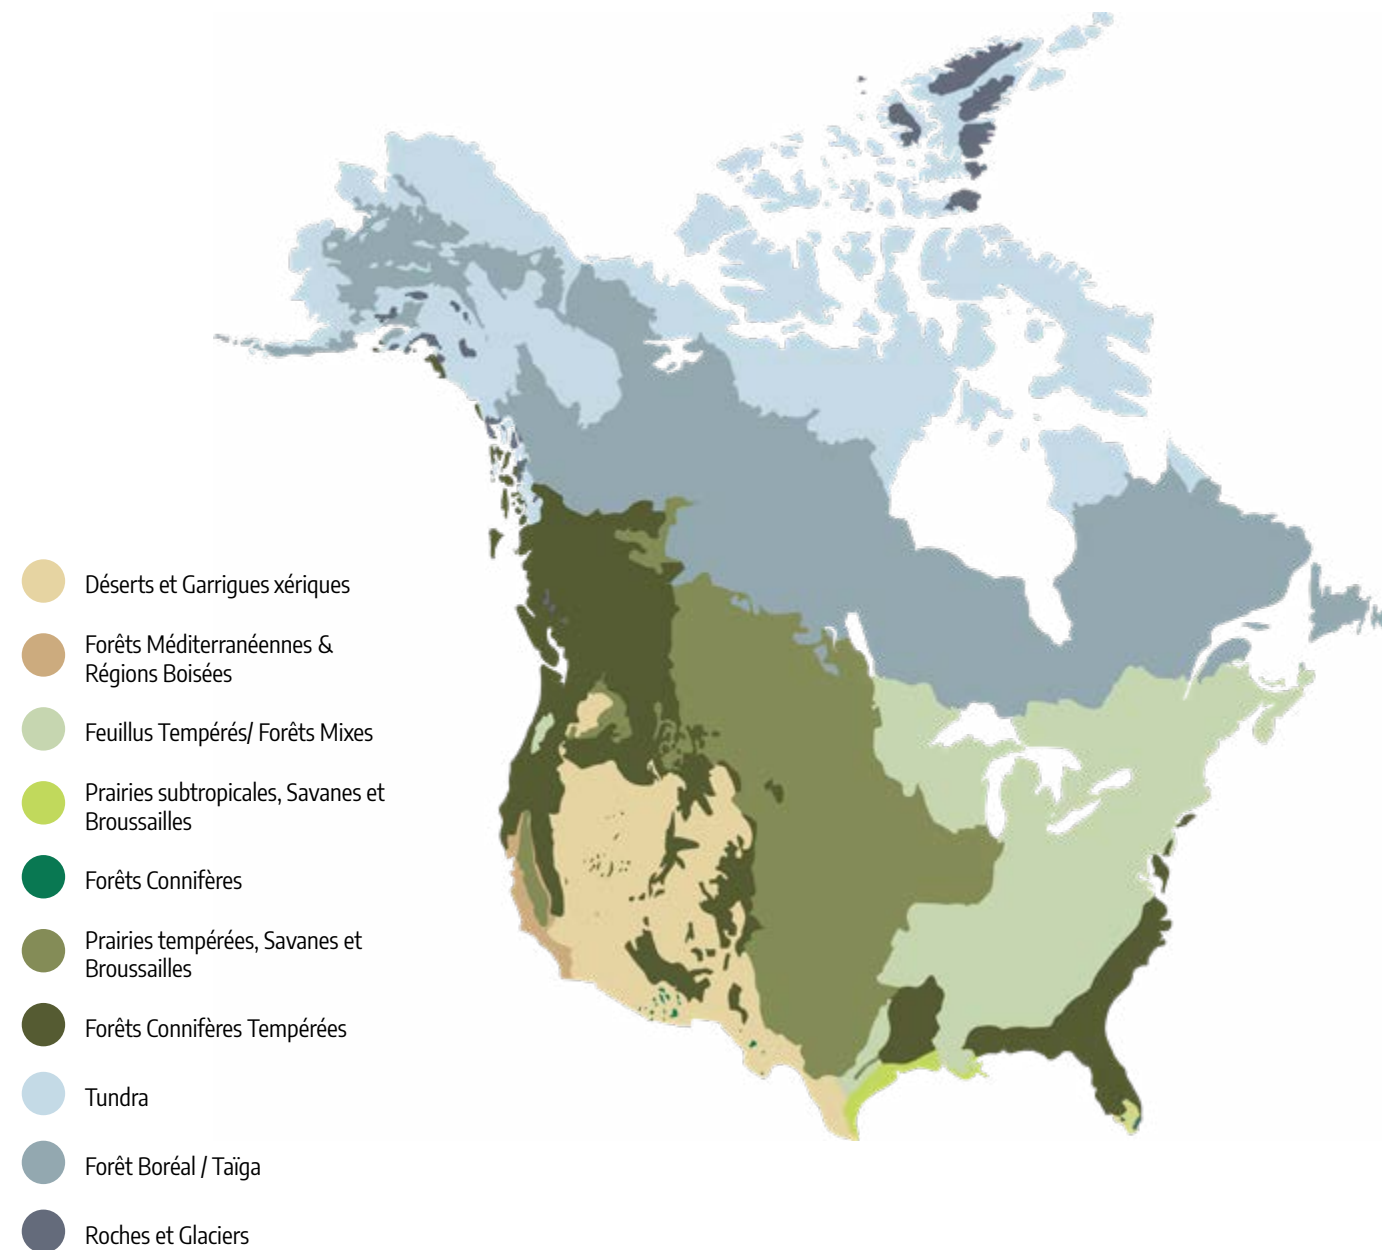 Déserts et Garrigues xériques
Forêts Méditerranéennes &
Régions Boisées
Feuillus Tempérés/ Forêts Mixes
Prairies subtropicales, Savanes et
Broussailles
Forêts Connifères
Prairies tempérées, Savanes et
Broussailles
Forêts Connifères Tempérées
Tundra
Forêt Boréal / Taïga
Roches et Glaciers